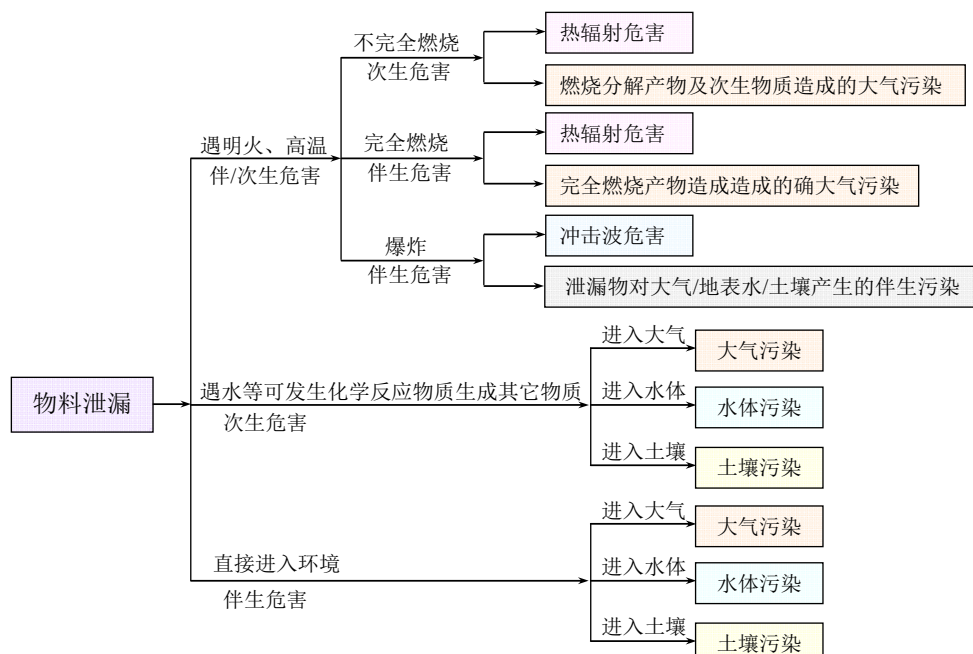 不完全燃烧
次生危害
热辐射危害
燃烧分解产物及次生物质造成的大气污染
遇明火、高温
伴/次生危害
完全燃烧
伴生危害
热辐射危害
完全燃烧产物造成造成的确大气污染
爆炸
伴生危害
冲击波危害
泄漏物对大气/地表水/土壤产生的伴生污染
物料泄漏
遇水等可发生化学反应物质生成其它物质
次生危害
进入大气
大气污染
进入水体
水体污染
进入土壤
土壤污染
直接进入环境
伴生危害
进入大气
大气污染
进入水体
水体污染
进入土壤
土壤污染